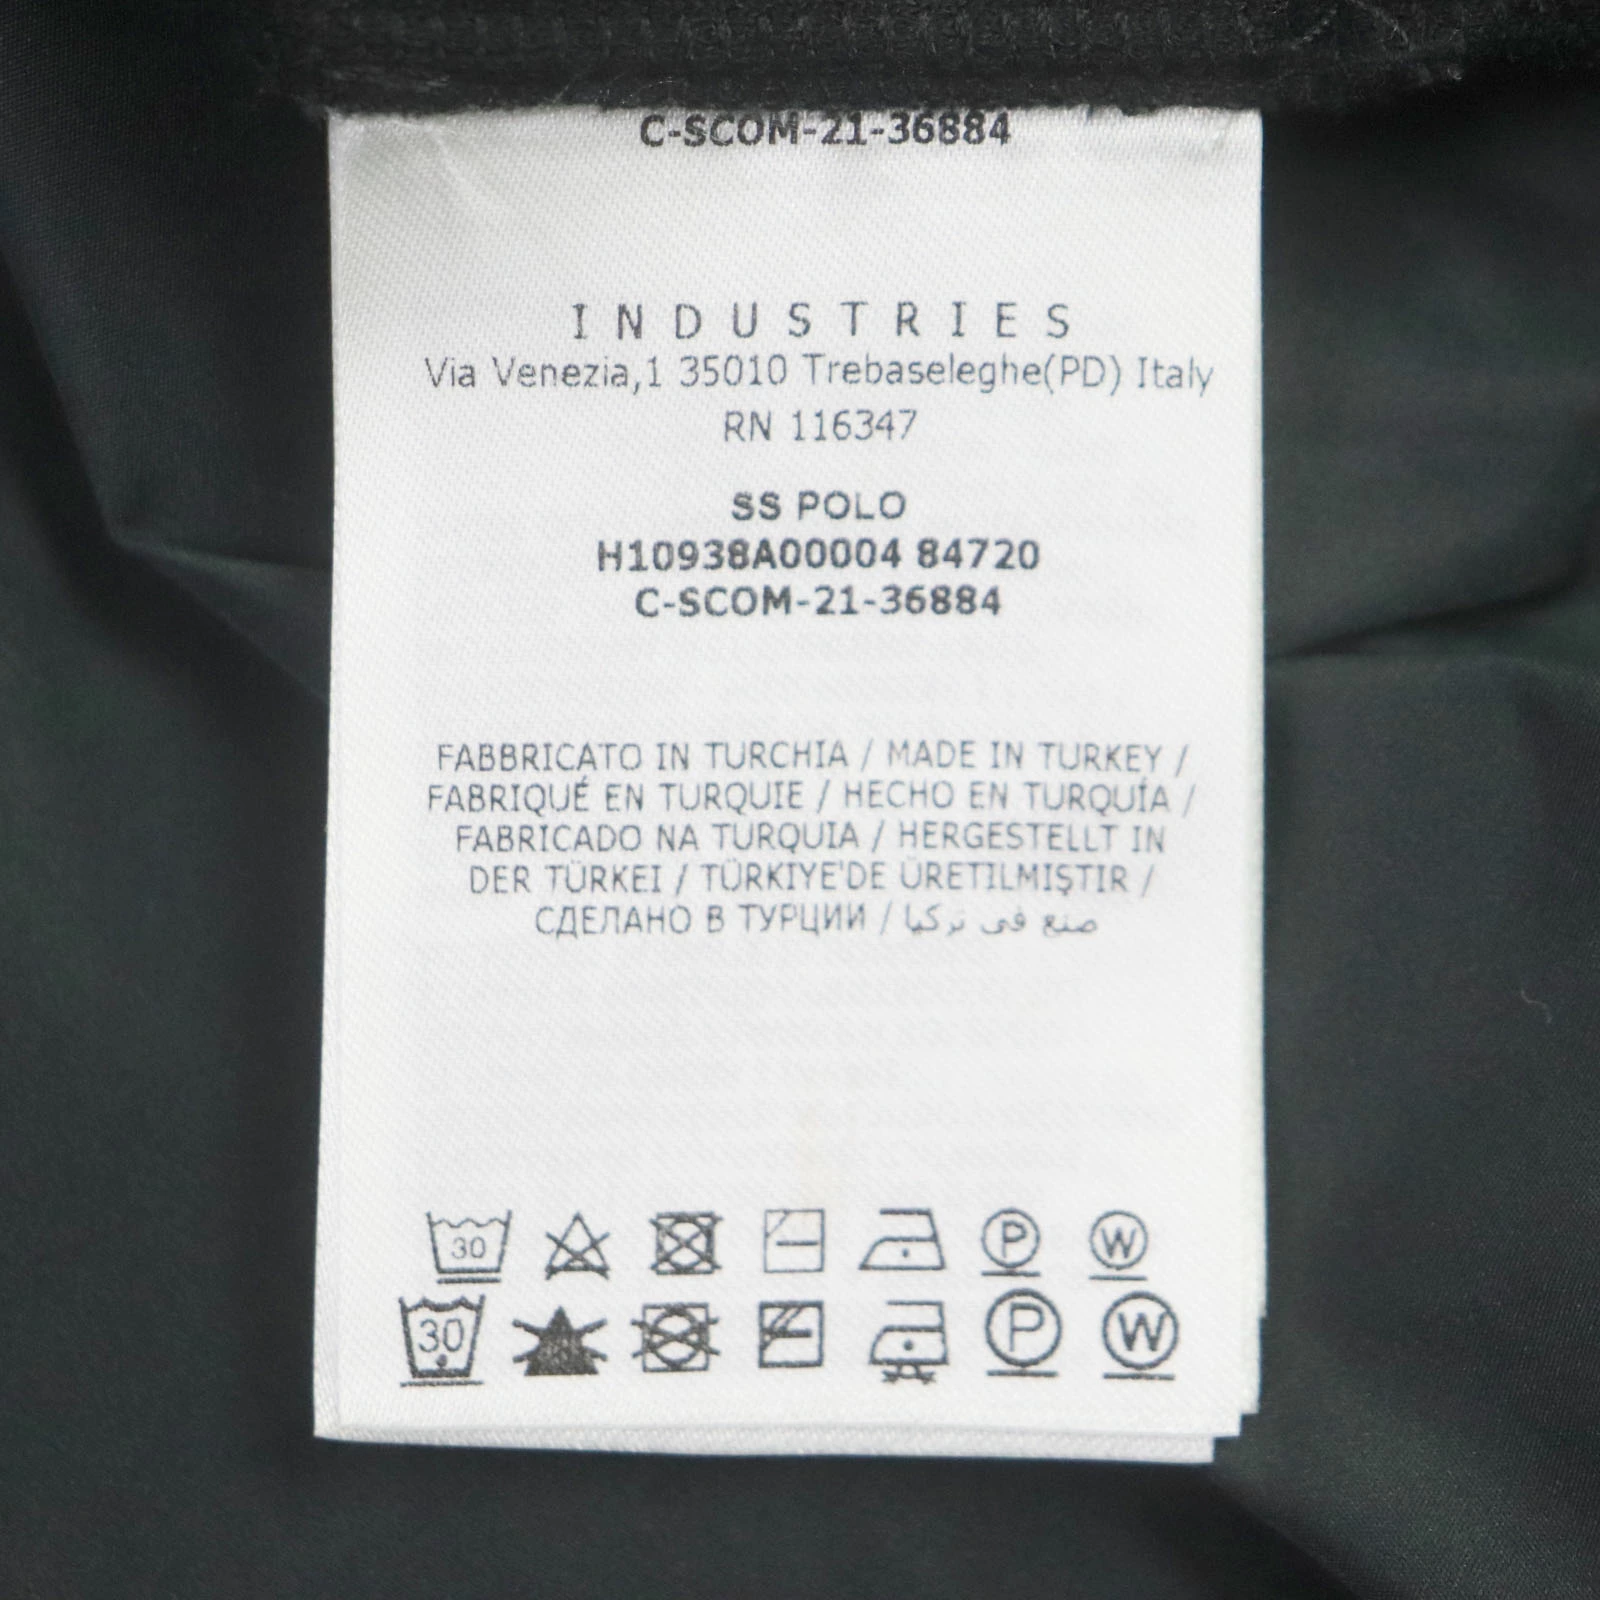 C-SCOM-21-36884
INDUSTRIES
Via Venezia,1 35010 Trebaseleghe(PD) Italy
RN 116347
SS POLO
H10938A00004 84720
C-SCOM-21-36884
FABBRICATO IN TURCHIA / MADE IN TURKEY /
FABRIQUÉ EN TURQUIE / HECHO EN TURQUÍA /
FABRICADO NA TURQUIA / HERGESTELLT IN
DER TÜRKEI / TÜRKIYE'DE ÜRETILMIŞTIR /
СДЕЛАНО В ТУРЦИИ / صنع في تركيا
30 P W
30 P W